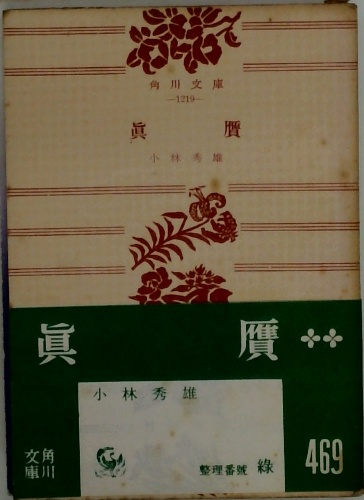 角川文庫
—1219—
眞贋
小林秀雄
眞贋
小林秀雄
角川文庫
整理番號 綠
469